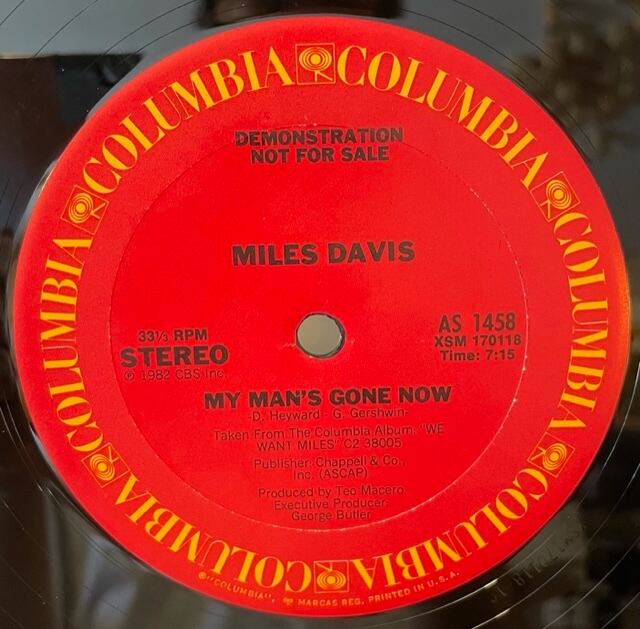 COLUMBIA COLUMBIA COLUMBIA COLUMBIA COLUMBIA COLUMBIA
DEMONSTRATION
NOT FOR SALE
MILES DAVIS
33⅓ RPM
STEREO
℗ 1982 CBS Inc.
AS 1458
XSM 170118
Time: 7:15
MY MAN'S GONE NOW
-D. Heyward - G. Gershwin-
Taken From The Columbia Album: "WE
WANT MILES" C2 38005
Publisher: Chappell & Co.,
Inc. (ASCAP)
Produced by Teo Macero
Executive Producer:
George Butler
®"COLUMBIA", MARCAS REG. PRINTED IN U.S.A.